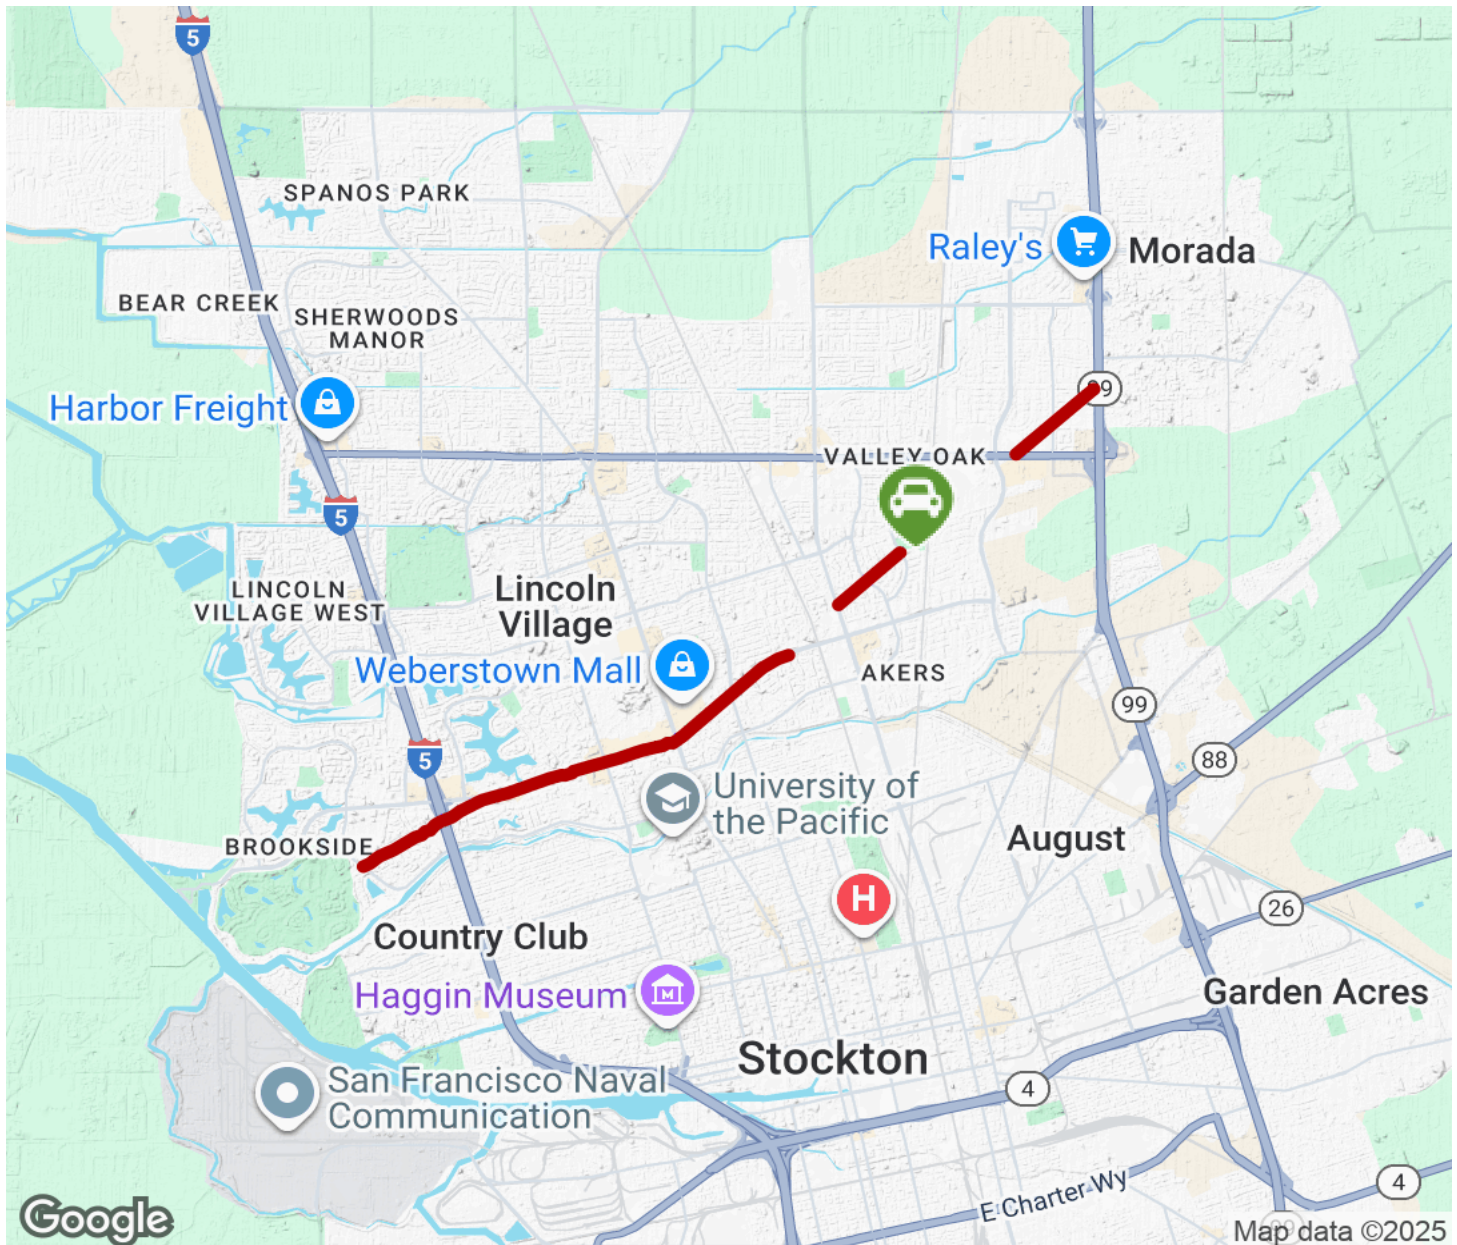 5
SPANOS PARK
Raley's
Morada
BEAR CREEK
SHERWOODS
MANOR
99
Harbor Freight
VALLEY OAK
5
LINCOLN
VILLAGE WEST
Lincoln
Village
Weberstown Mall
AKERS
99
5
88
University of
the Pacific
BROOKSIDE
August
H
26
Country Club
Haggin Museum
M
Garden Acres
Stockton
San Francisco Naval
Communication
4
E Charter Wy
4
Google
99
Map data ©2025